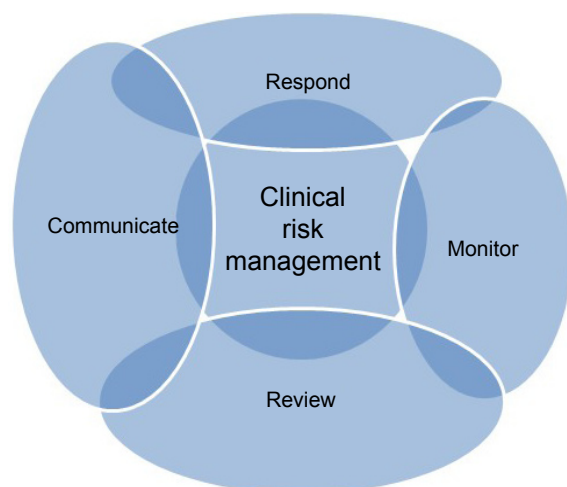 Respond
Clinical
risk
management
Communicate
Monitor
Review